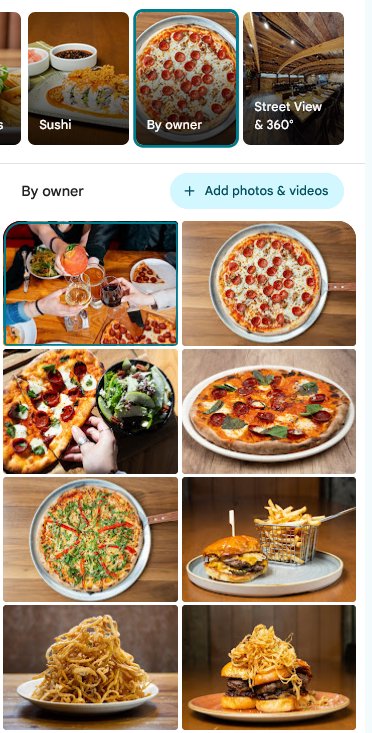 s
Sushi
By owner
Street View
& 360°
By owner
+ Add photos & videos